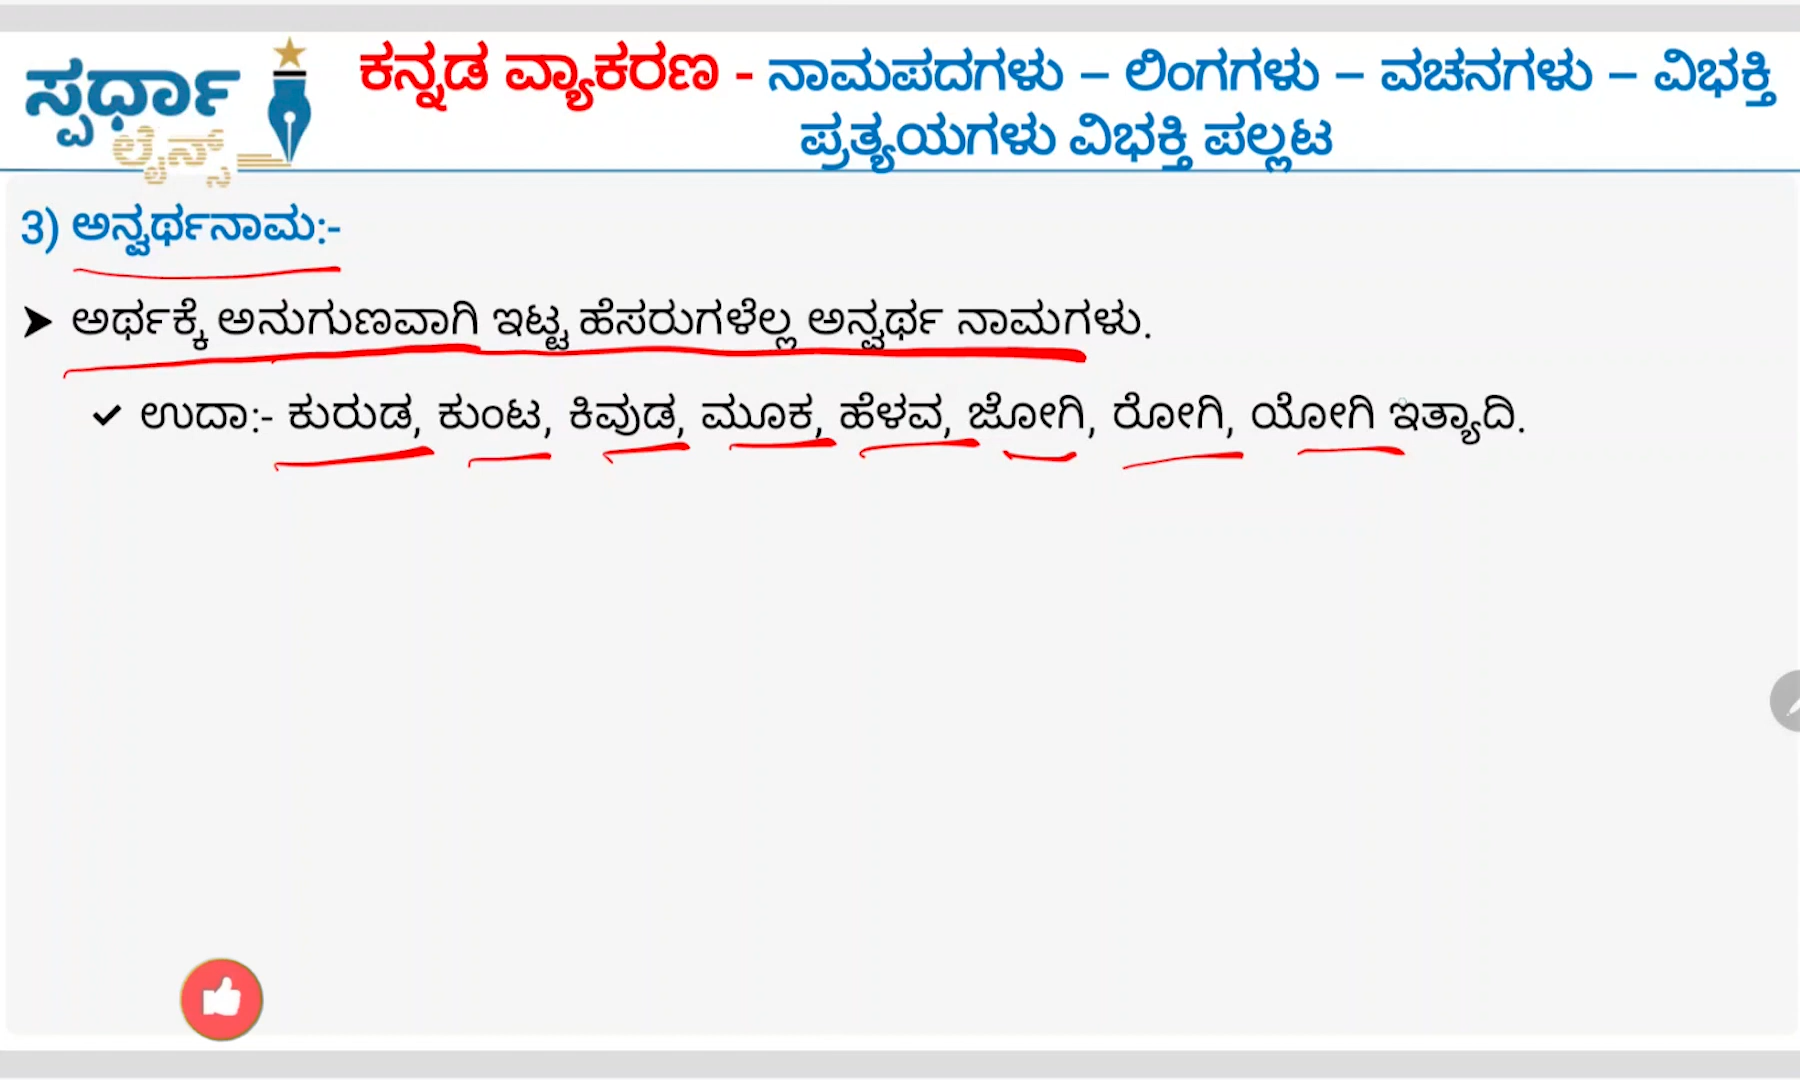 ಸ್ಪರ್ಧಾ
ಲೈನ್ಸ್
ಕನ್ನಡ ವ್ಯಾಕರಣ - ನಾಮಪದಗಳು – ಲಿಂಗಗಳು – ವಚನಗಳು – ವಿಭಕ್ತಿ
ಪ್ರತ್ಯಯಗಳು ವಿಭಕ್ತಿ ಪಲ್ಲಟ
3) ಅನ್ವರ್ಥನಾಮ:-
➤ ಅರ್ಥಕ್ಕೆ ಅನುಗುಣವಾಗಿ ಇಟ್ಟ ಹೆಸರುಗಳೆಲ್ಲ ಅನ್ವರ್ಥ ನಾಮಗಳು.
✓ ಉದಾ:- ಕುರುಡ, ಕುಂಟ, ಕಿವುಡ, ಮೂಕ, ಹೆಳವ, ಜೋಗಿ, ರೋಗಿ, ಯೋಗಿ ಇತ್ಯಾದಿ.